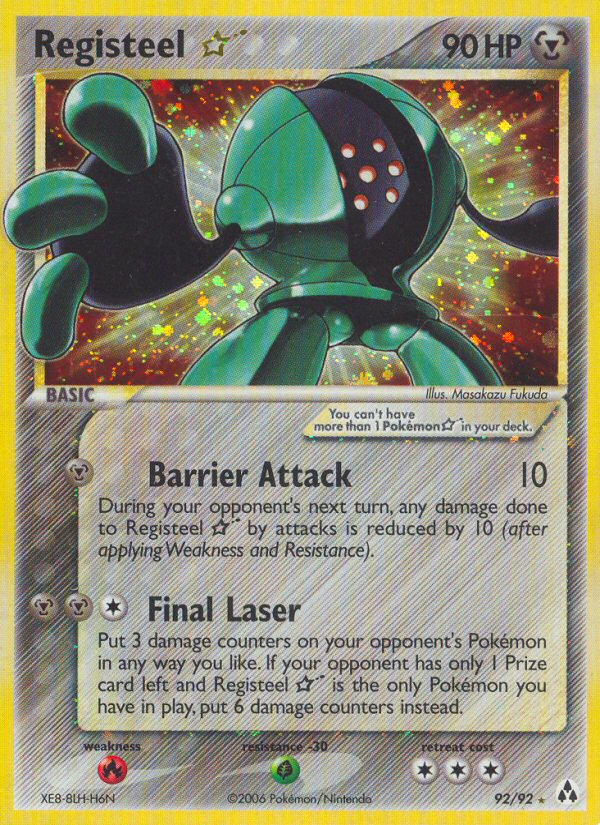 Registeel ☆ 90 HP
BASIC
Illus. Masakazu Fukuda
You can't have
more than 1 Pokémon☆ in your deck.
Barrier Attack 10
During your opponent's next turn, any damage done
to Registeel ☆ by attacks is reduced by 10 (after
applying Weakness and Resistance).
Final Laser
Put 3 damage counters on your opponent's Pokémon
in any way you like. If your opponent has only 1 Prize
card left and Registeel ☆ is the only Pokémon you
have in play, put 6 damage counters instead.
weakness resistance -30 retreat cost
XE8-8LH-H6N ©2006 Pokémon/Nintendo 92/92 ★